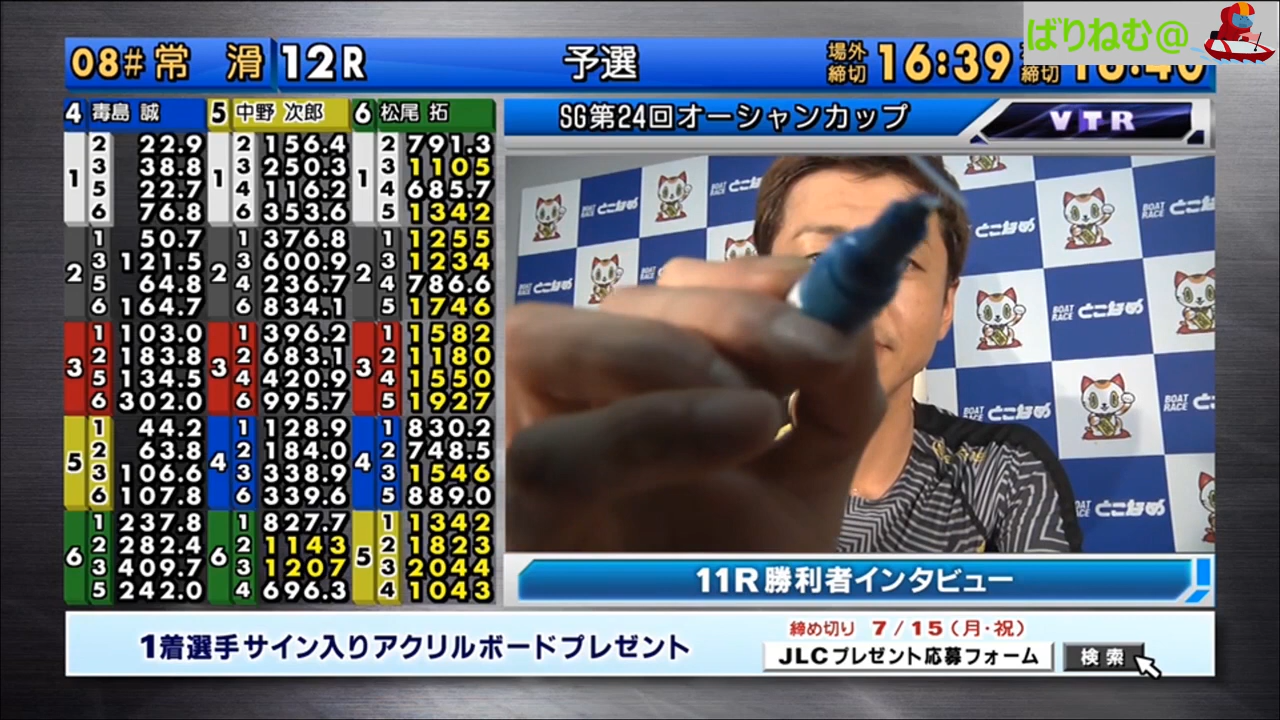 ばりねむ@
08# 常 滑 12R 予選 場外締切 16:39
SG第24回オーシャンカップ
VTR
4 毒島 誠 5 中野 次郎 6 松尾 拓
1 2 22.9 1 2 156.4 1 2 791.3
3 38.8 3 250.3 3 1105
5 22.7 4 116.2 4 685.7
6 76.8 6 353.6 5 1342
2 1 50.7 2 1 376.8 2 1 1255
3 121.5 3 600.9 3 1234
5 64.8 4 236.7 4 786.6
6 164.7 6 834.1 5 1746
3 1 103.0 3 1 396.2 3 1 1582
2 183.8 2 683.1 2 1180
5 134.5 4 420.9 4 1550
6 302.0 6 995.7 5 1927
5 1 44.2 4 1 128.9 4 1 830.2
2 63.8 2 184.0 2 748.5
3 106.6 3 338.9 3 1546
6 107.8 6 339.6 5 889.0
6 1 237.8 6 1 827.7 5 1 1342
2 282.4 2 1143 2 1823
3 409.7 3 1207 3 2044
5 242.0 4 696.3 4 1043
BOAT RACE とこなめ
11R勝利者インタビュー
1着選手サイン入りアクリルボードプレゼント
締め切り 7/15(月・祝)
JLCプレゼント応募フォーム 検索